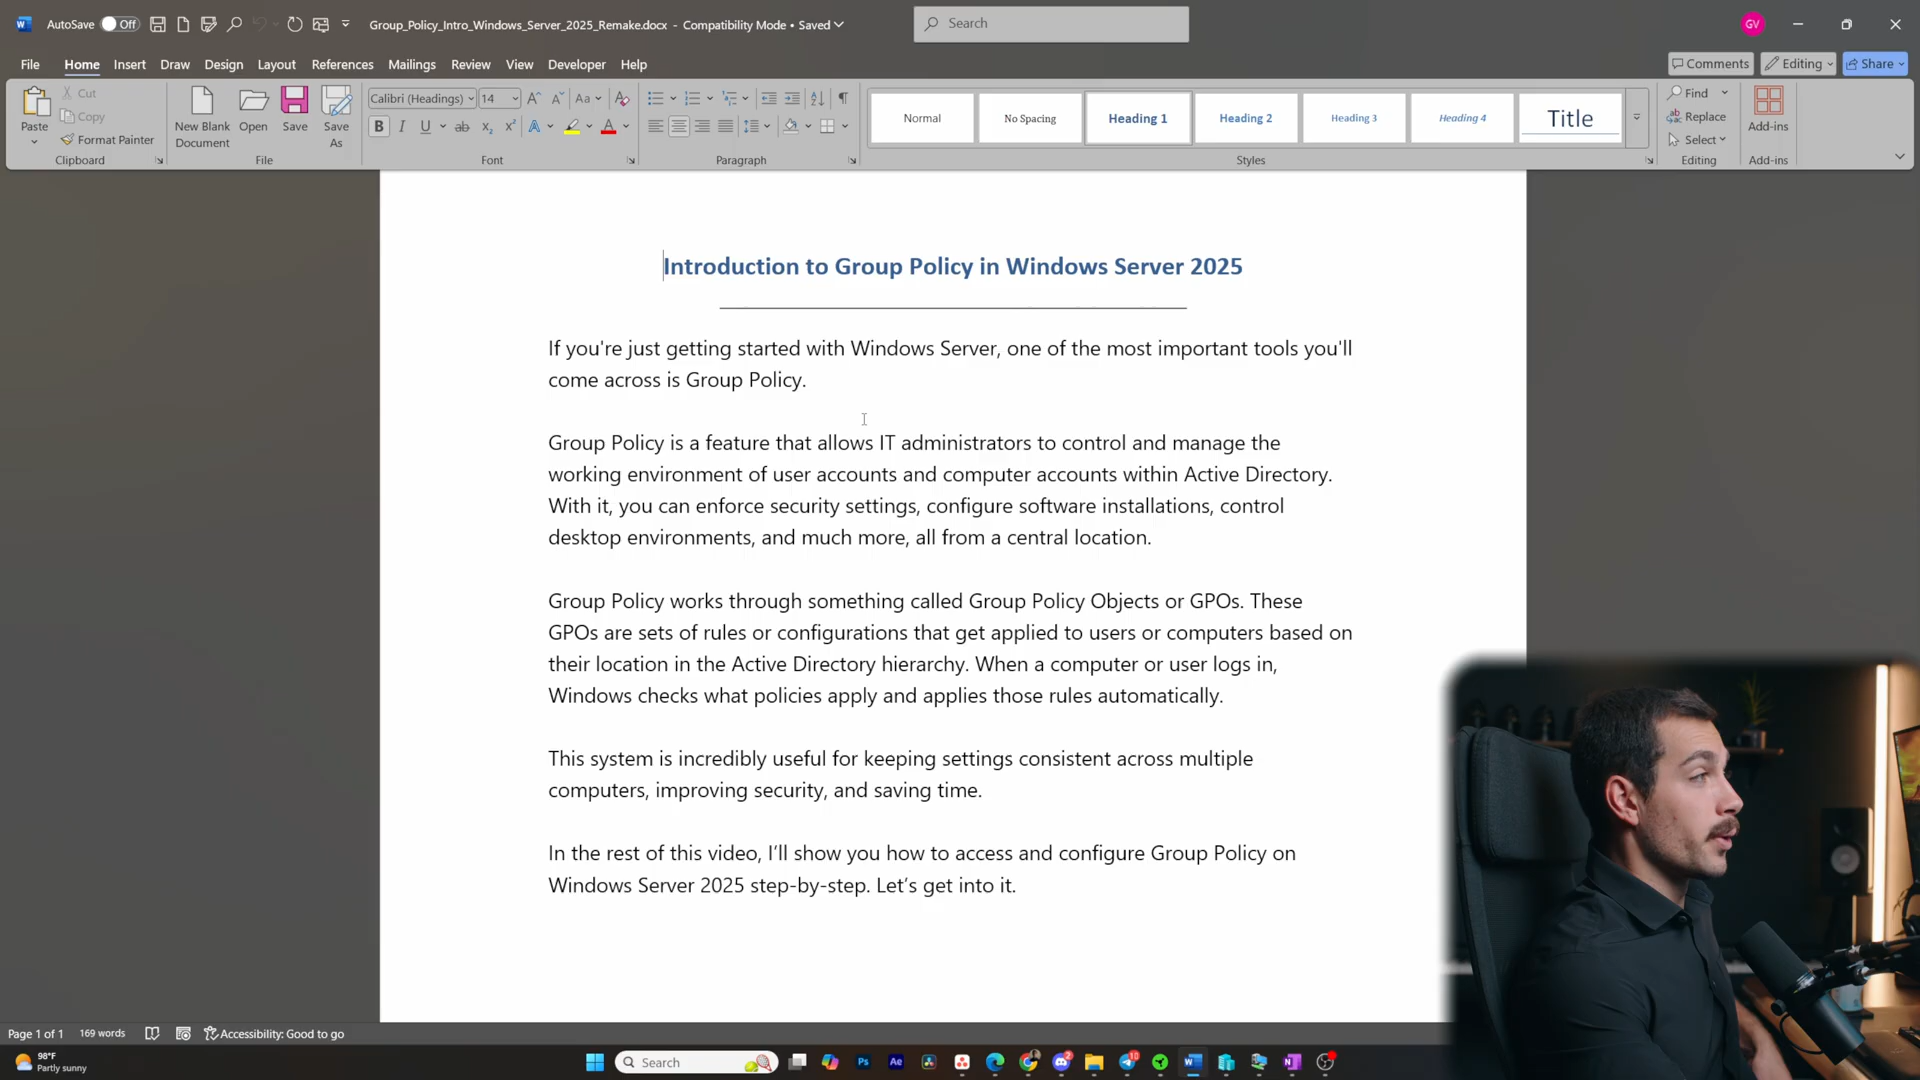 AutoSave Off Group_Policy_Intro_Windows_Server_2025_Remake.docx - Compatibility Mode • Saved Search GV
File Home Insert Draw Design Layout References Mailings Review View Developer Help Comments Editing Share
Paste
Cut
Copy
Format Painter
Clipboard
New Blank Document
Open
Save
Save As
File
Calibri (Headings) 14
Font
Paragraph
Normal No Spacing Heading 1 Heading 2 Heading 3 Heading 4 Title
Styles
Find
Replace
Select
Editing
Add-ins
Add-ins
Introduction to Group Policy in Windows Server 2025
If you're just getting started with Windows Server, one of the most important tools you'll
come across is Group Policy.
Group Policy is a feature that allows IT administrators to control and manage the
working environment of user accounts and computer accounts within Active Directory.
With it, you can enforce security settings, configure software installations, control
desktop environments, and much more, all from a central location.
Group Policy works through something called Group Policy Objects or GPOs. These
GPOs are sets of rules or configurations that get applied to users or computers based on
their location in the Active Directory hierarchy. When a computer or user logs in,
Windows checks what policies apply and applies those rules automatically.
This system is incredibly useful for keeping settings consistent across multiple
computers, improving security, and saving time.
In the rest of this video, I’ll show you how to access and configure Group Policy on
Windows Server 2025 step-by-step. Let’s get into it.
Page 1 of 1 169 words Accessibility: Good to go
98°F
Partly sunny
Search